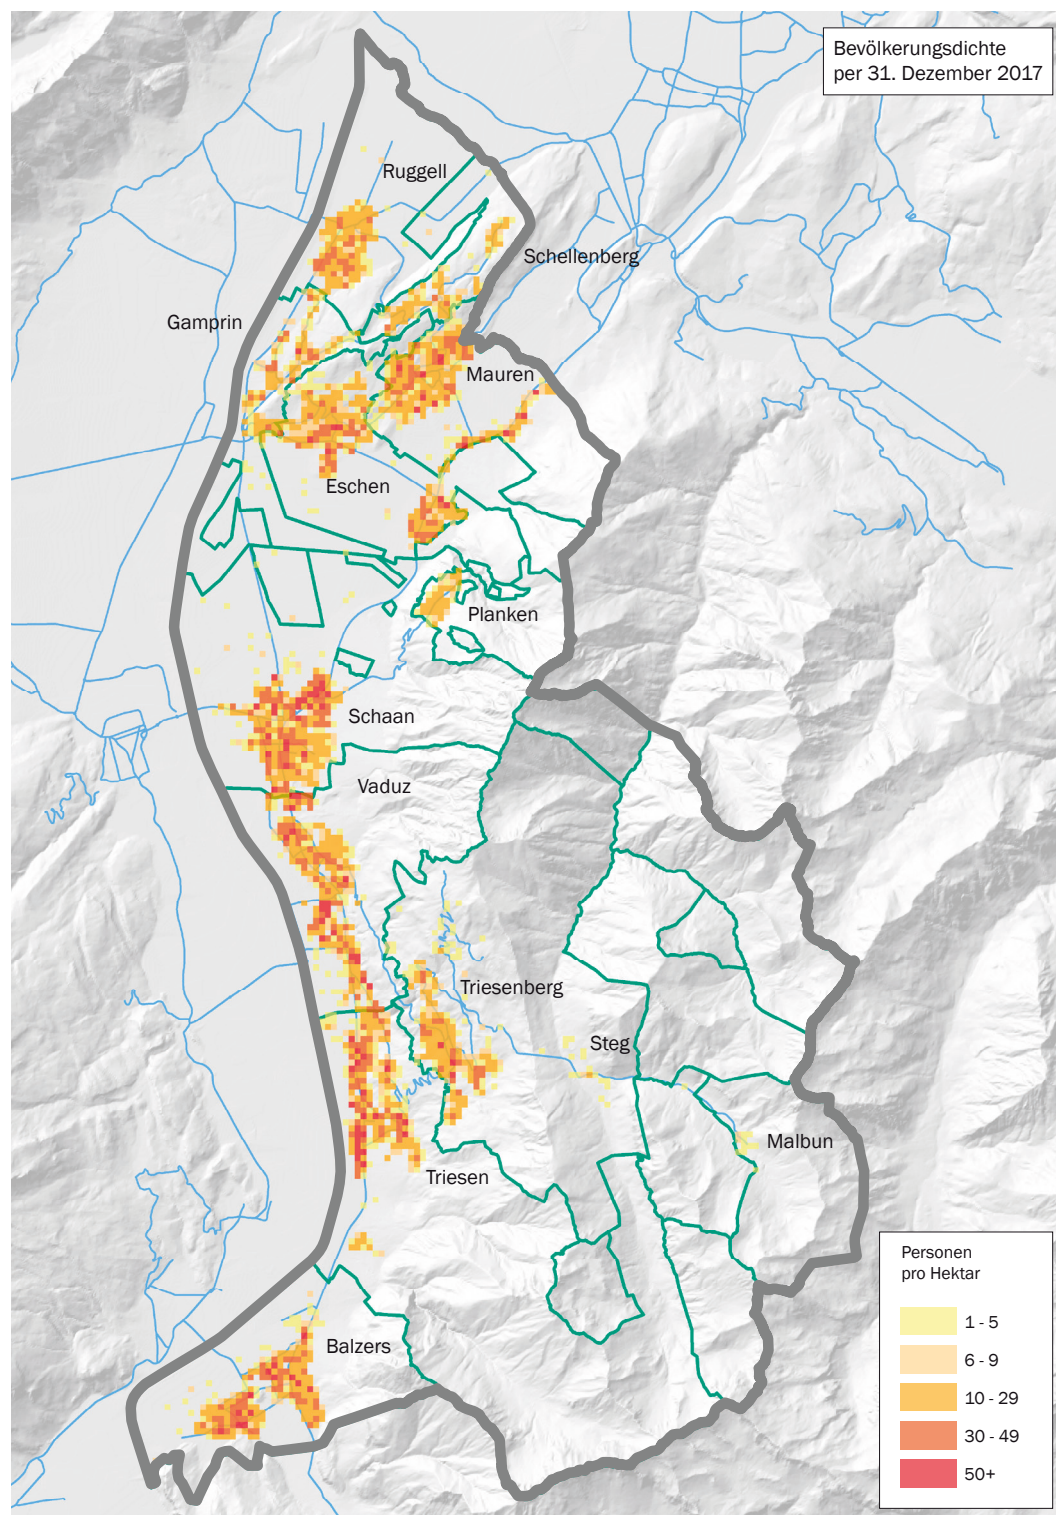 Bevölkerungsdichte
per 31. Dezember 2017
Ruggell
Schellenberg
Gamprin
Mauren
Eschen
Planken
Schaan
Vaduz
Triesenberg
Steg
Malbun
Triesen
Balzers
Personen
pro Hektar
1 - 5
6 - 9
10 - 29
30 - 49
50+